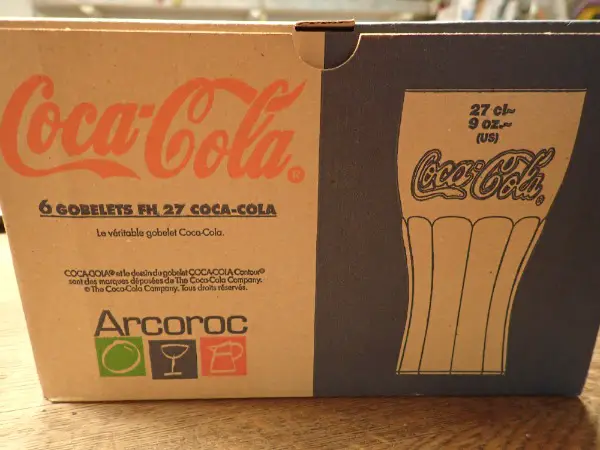 Coca-Cola®
6 GOBELETS FH 27 COCA-COLA
Le véritable gobelet Coca-Cola.
COCA-COLA® et le dessin du gobelet COCA-COLA Contour®
sont des marques déposées de The Coca-Cola Company.
© The Coca-Cola Company. Tous droits réservés.
Arcoroc
27 cl~
9 oz.~
(US)
Coca-Cola®